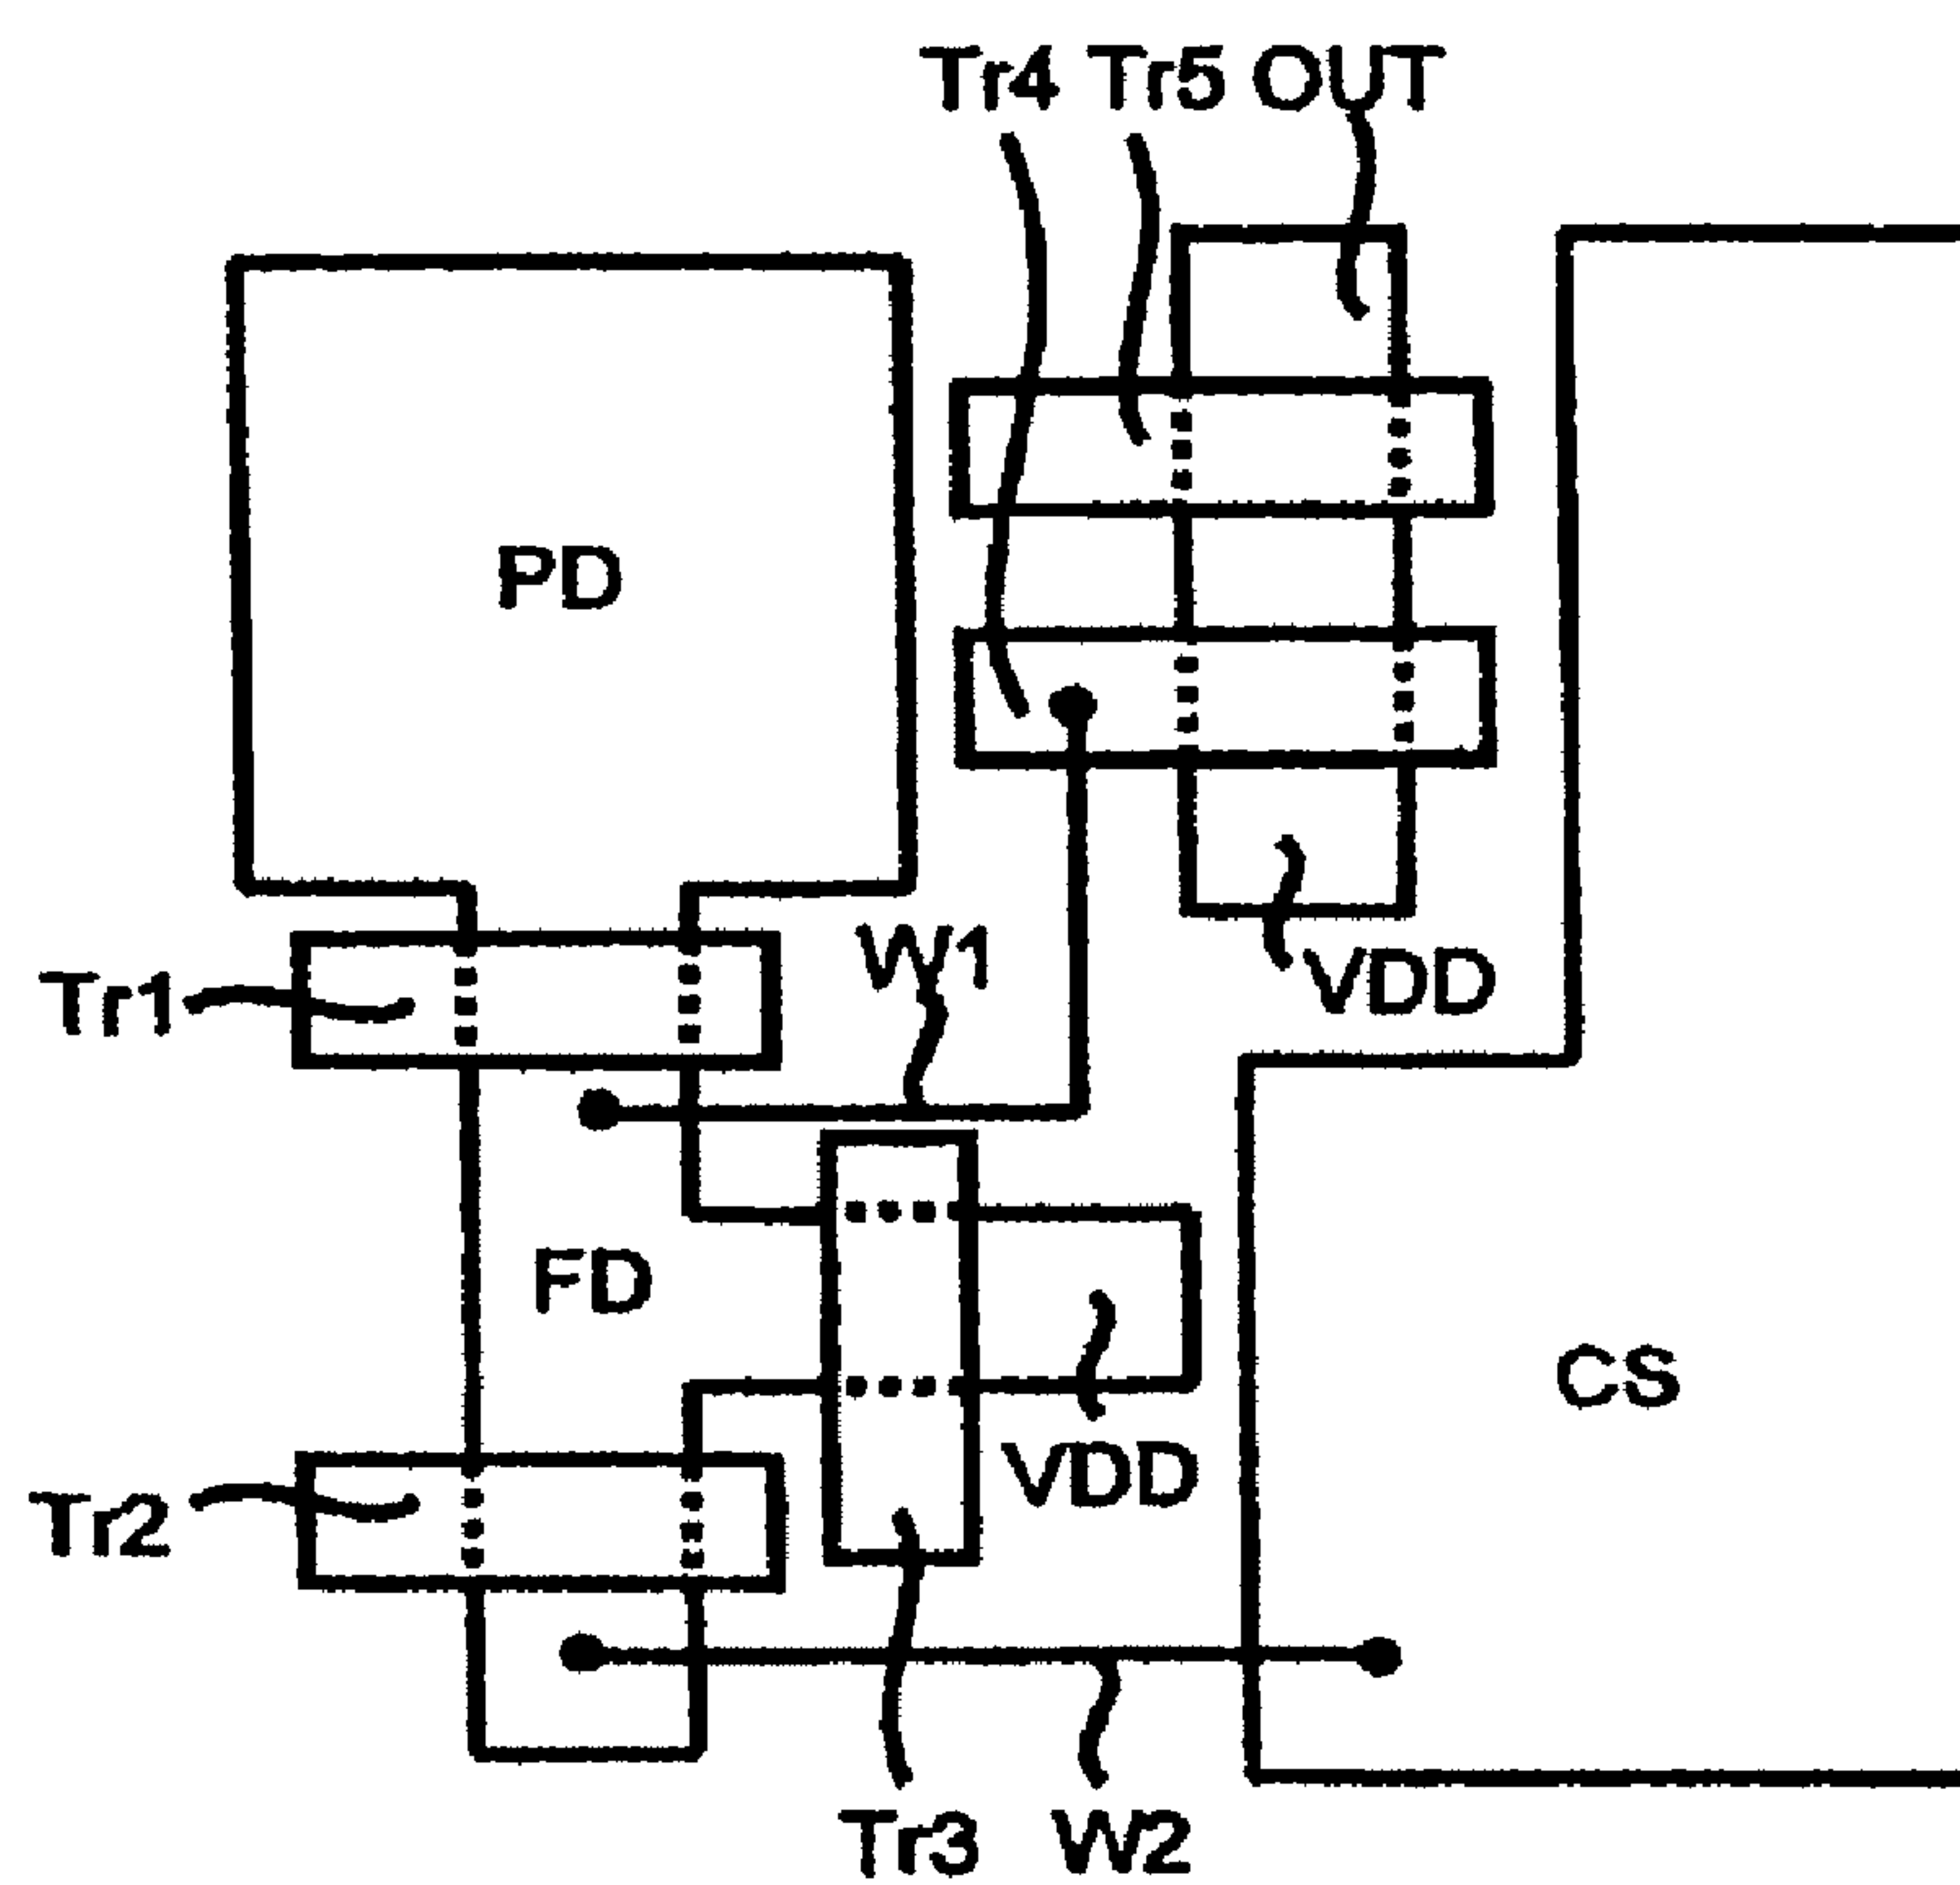 Tr4 Tr5 OUT
PD
Tr1
W1
VDD
FD
CS
VDD
Tr2
Tr3
W2